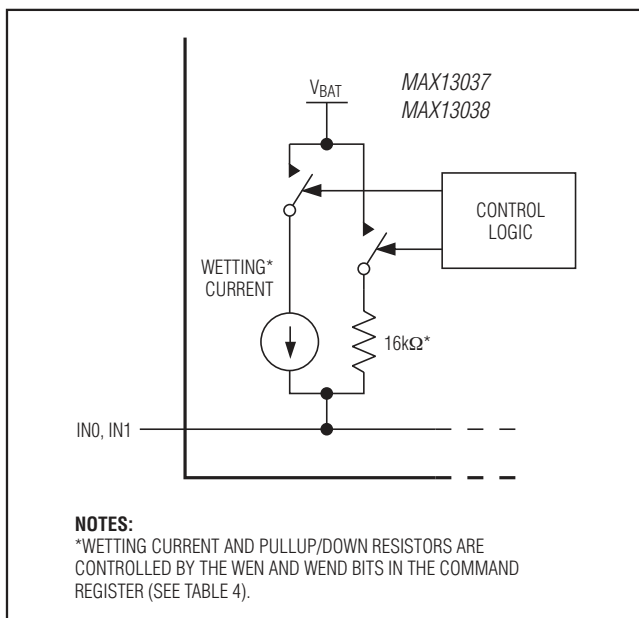 MAX13037
MAX13038
VBAT
CONTROL
LOGIC
WETTING*
CURRENT
16kΩ*
IN0, IN1
NOTES:
*WETTING CURRENT AND PULLUP/DOWN RESISTORS ARE
CONTROLLED BY THE WEN AND WEND BITS IN THE COMMAND
REGISTER (SEE TABLE 4).